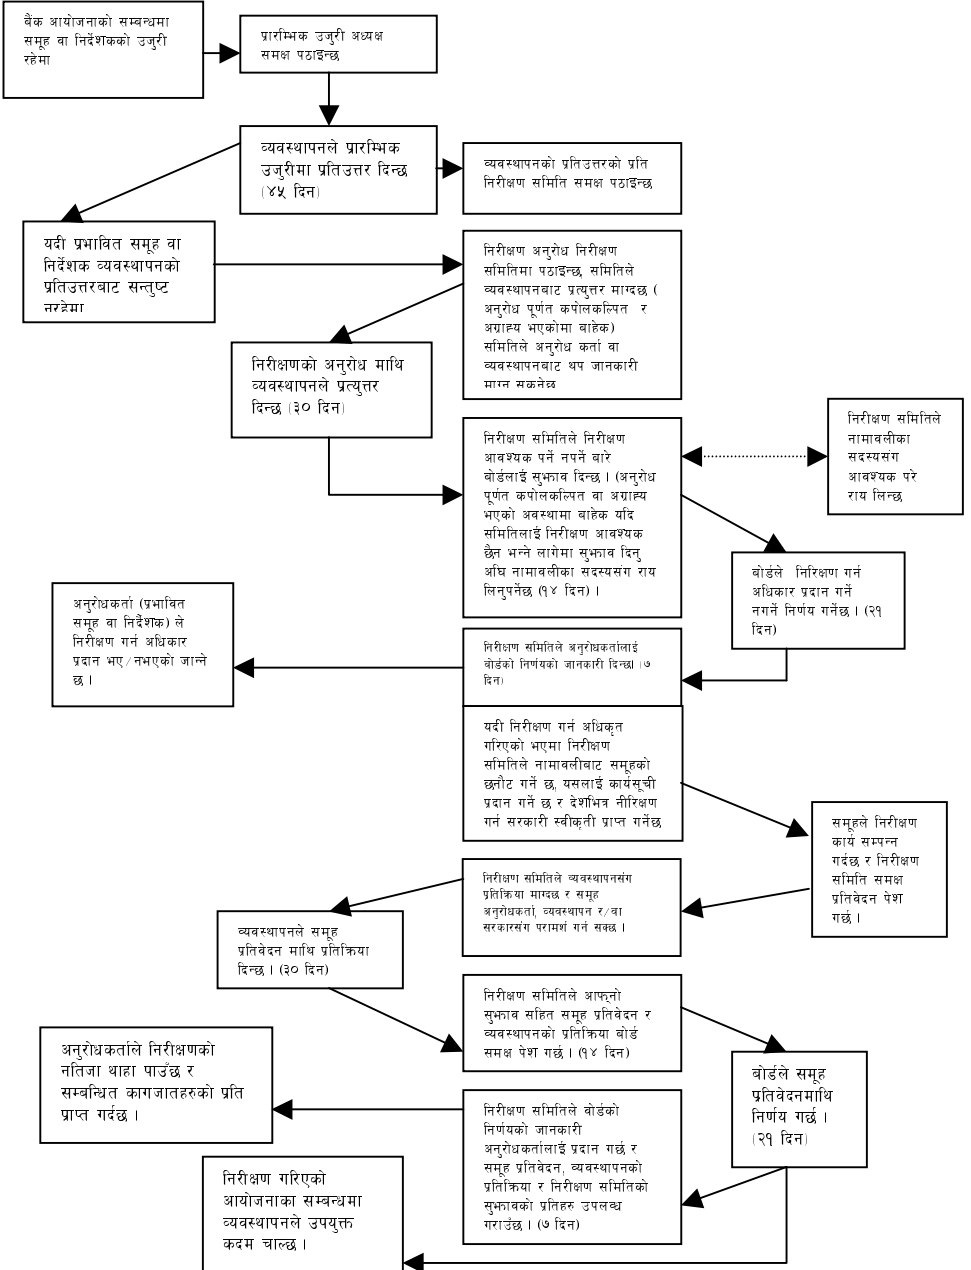 बैंक आयोजनाको सम्बन्धमा
समूह वा निर्देशकको उजुरी
रहेमा
प्रारम्भिक उजुरी अध्यक्ष
समक्ष पठाइन्छ
व्यवस्थापनले प्रारम्भिक
उजुरीमा प्रतिउत्तर दिन्छ
(४५ दिन)
व्यवस्थापनको प्रतिउत्तरको प्रति
निरीक्षण समिति समक्ष पठाइन्छ
यदी प्रभावित समूह वा
निर्देशक व्यवस्थापनको
प्रतिउत्तरबाट सन्तुष्ट
नरहेमा
निरीक्षण अनुरोध निरीक्षण
समितिमा पठाइन्छ, समितिले
व्यवस्थापनबाट प्रत्युत्तर माग्दछ (
अनुरोध पूर्णत कपोलकल्पित र
अग्राह्य भएकोमा बाहेक)
समितिले अनुरोध कर्ता वा
व्यवस्थापनबाट थप जानकारी
माग्न सक्नेछ
निरीक्षणको अनुरोध माथि
व्यवस्थापनले प्रत्युत्तर
दिन्छ (३० दिन)
निरीक्षण समितिले निरीक्षण
आवश्यक पर्ने नपर्ने बारे
बोर्डलाई सुझाव दिन्छ । (अनुरोध
पूर्णत कपोलकल्पित वा अग्राह्य
भएको अवस्थामा बाहेक यदि
समितिलाई निरीक्षण आवश्यक
छैन भन्ने लागेमा सुझाव दिनु
अघि नामावलीका सदस्यसंग राय
लिनुपर्नेछ (१४ दिन) ।
निरीक्षण समितिले
नामावलीका
सदस्यसंग
आवश्यक परे
राय लिन्छ
बोर्डले निरिक्षण गर्न
अधिकार प्रदान गर्ने
नगर्ने निर्णय गर्नेछ । (२१
दिन)
अनुरोधकर्ता (प्रभावित
समूह वा निर्देशक) ले
निरीक्षण गर्न अधिकार
प्रदान भए/नभएको जान्ने
छ ।
निरीक्षण समितिले अनुरोधकर्तालाई
बोर्डको निर्णयको जानकारी दिन्छ। (७
दिन)
यदी निरीक्षण गर्न अधिकृत
गरिएको भएमा निरीक्षण
समितिले नामावलीबाट समूहको
छनौट गर्ने छ, यसलाई कार्यसूची
प्रदान गर्ने छ र देशभित्र नीरिक्षण
गर्न सरकारी स्वीकृती प्राप्त गर्नेछ
समूहले निरीक्षण
कार्य सम्पन्न
गर्दछ र निरीक्षण
समिति समक्ष
प्रतिवेदन पेश
गर्छ ।
निरीक्षण समितिले व्यवस्थापनसंग
प्रतिक्रिया माग्दछ र समूह
अनुरोधकर्ता, व्यवस्थापन र/वा
सरकारसंग परामर्श गर्न सक्छ ।
व्यवस्थापनले समूह
प्रतिवेदन माथि प्रतिक्रिया
दिन्छ । (३० दिन)
निरीक्षण समितिले आफ्नो
सुझाव सहित समूह प्रतिवेदन र
व्यवस्थापनको प्रतिक्रिया बोर्ड
समक्ष पेश गर्छ । (१४ दिन)
अनुरोधकर्ताले निरीक्षणको
नतिजा थाहा पाउँछ र
सम्बन्धित कागजातहरुको प्रति
प्राप्त गर्दछ ।
बोर्डले समूह
प्रतिवेदनमाथि
निर्णय गर्छ ।
(२१ दिन)
निरीक्षण समितिले बोर्डको
निर्णयको जानकारी
अनुरोधकर्तालाई प्रदान गर्छ र
समूह प्रतिवेदन, व्यवस्थापनको
प्रतिक्रिया र निरीक्षण समितिको
सुझावको प्रतिहरु उपलब्ध
गराउँछ । (७ दिन)
निरीक्षण गरिएको
आयोजनाका सम्बन्धमा
व्यवस्थापनले उपयुक्त
कदम चाल्छ ।